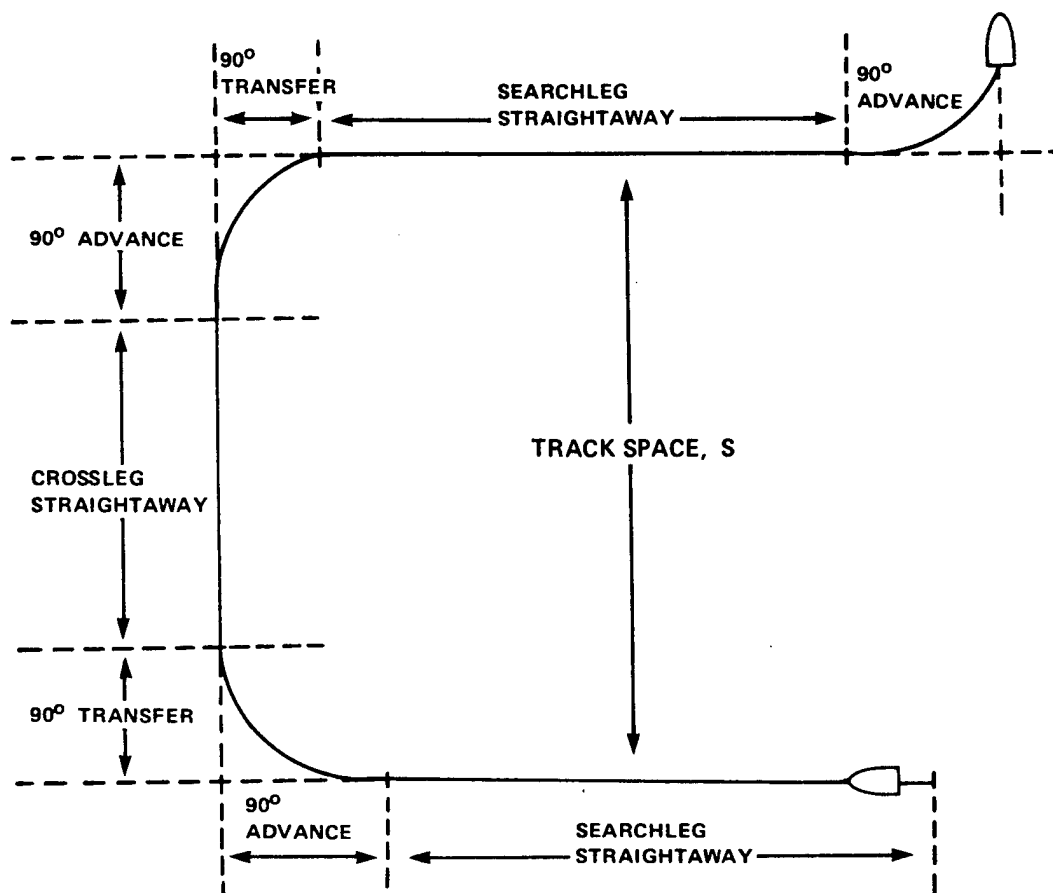 90° TRANSFER
SEARCHLEG
STRAIGHTAWAY
90°
ADVANCE
90° ADVANCE
CROSSLEG
STRAIGHTAWAY
TRACK SPACE, S
90° TRANSFER
90°
ADVANCE
SEARCHLEG
STRAIGHTAWAY